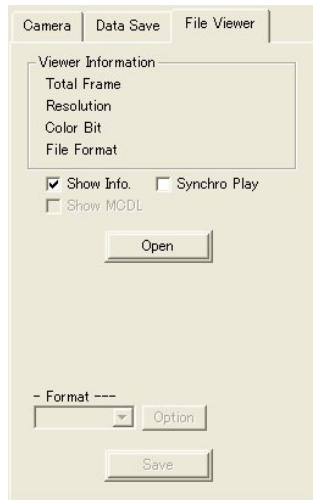 Camera Data Save File Viewer
Viewer Information
Total Frame
Resolution
Color Bit
File Format
Show Info. Synchro Play
Show MCDL
Open
- Format ---
Option
Save